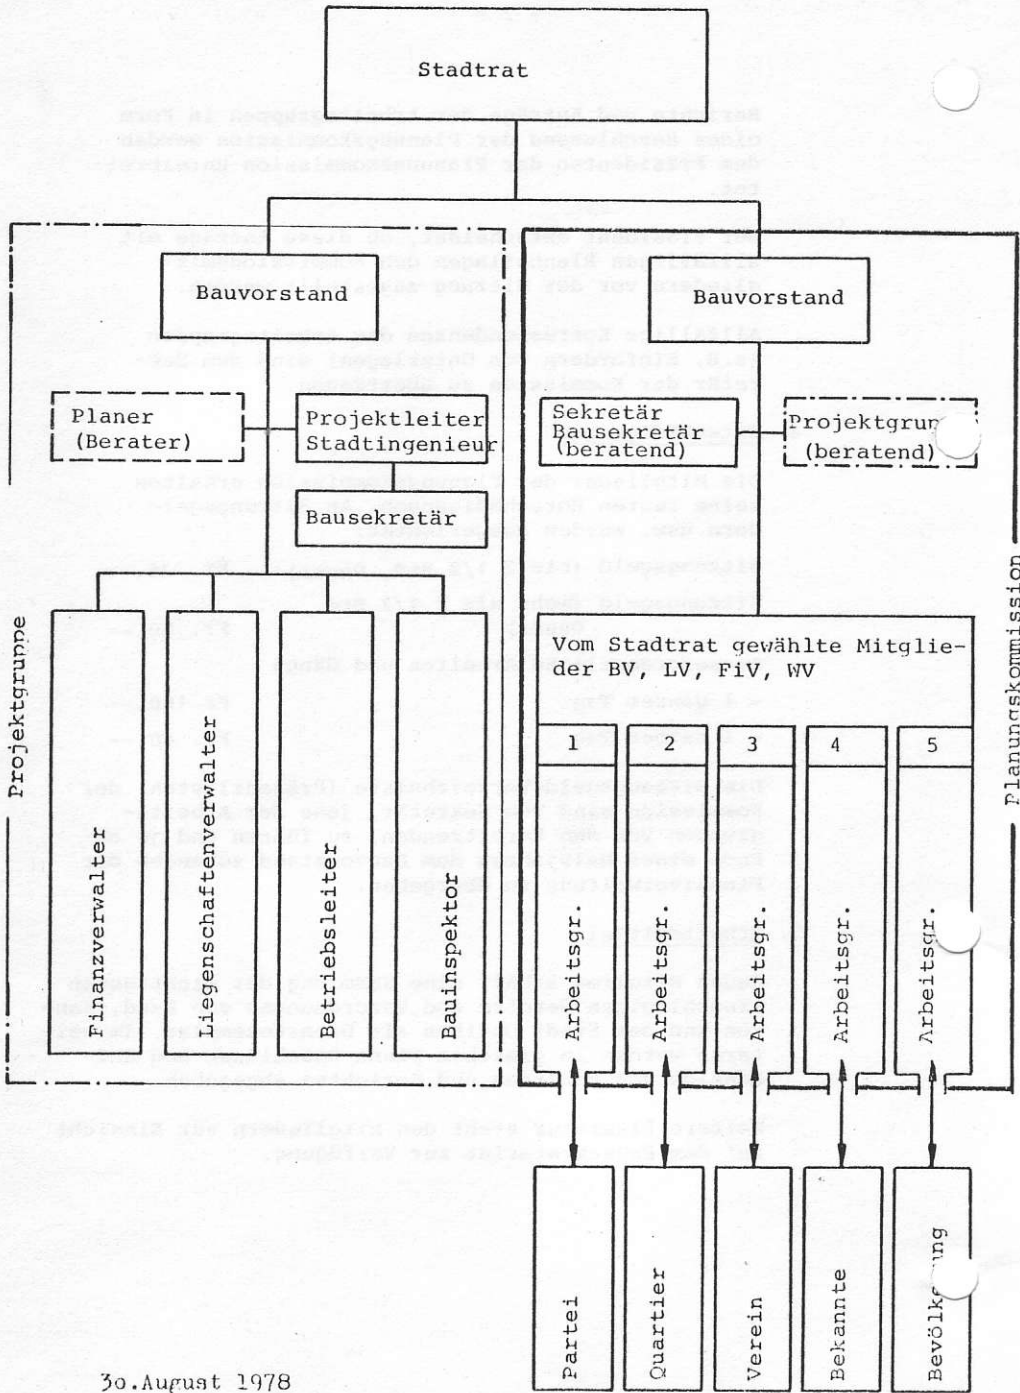 Stadtrat
Bauvorstand
Bauvorstand
Planer
(Berater)
Projektleiter
Stadtingenieur
Sekretär
Bausekretär
(beratend)
(beratend)
Bausekretär
Projektgruppe
Finanzverwalter
Liegenschaftenverwalter
Betriebsleiter
Bauinspektor
Vom Stadtrat gewählte Mitglie-
der BV, LV, FiV, WV
1
2
3
4
5
Arbeitsgr.
Arbeitsgr.
Arbeitsgr.
Arbeitsgr.
Arbeitsgr.
Planungskommission
Partei
Quartier
Verein
Bekannte
30.August 1978